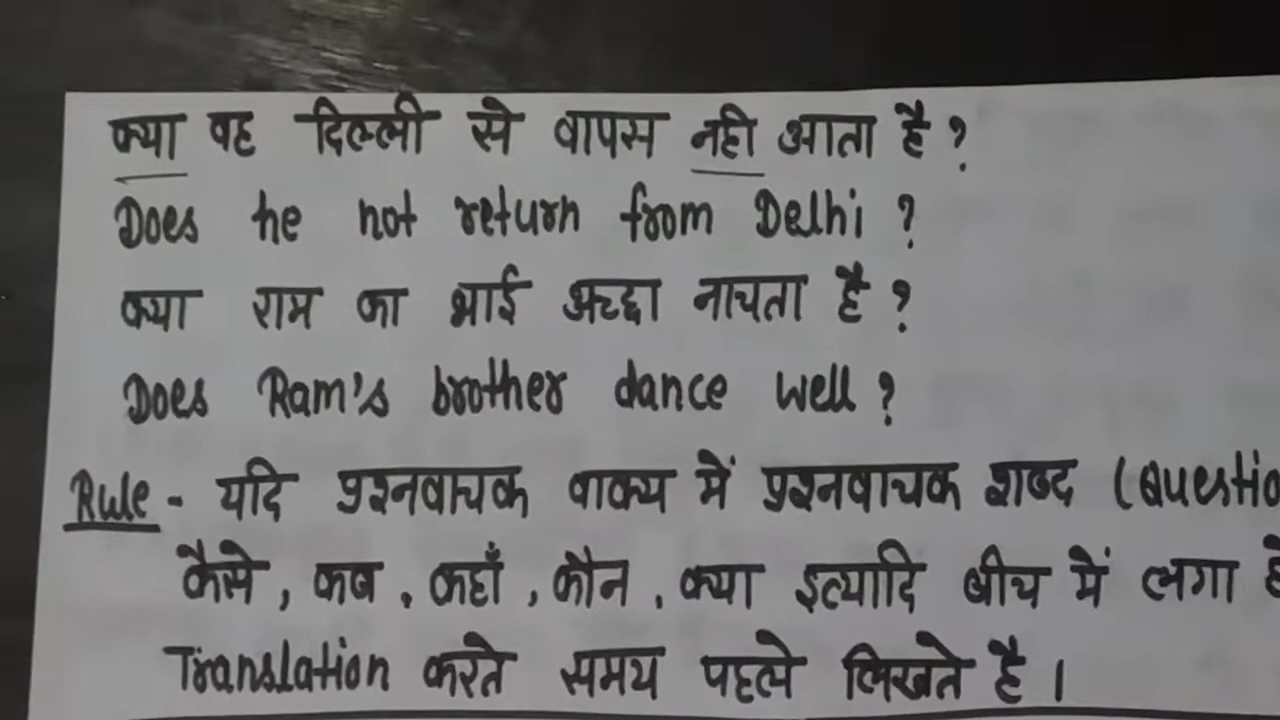 क्या वह दिल्ली से वापस नही आता है ?
Does he not return from Delhi ?
क्या राम का भाई अच्छा नाचता है ?
Does Ram's brother dance well ?
Rule - यदि प्रश्नवाचक वाक्य में प्रश्नवाचक शब्द (Questio
कैसे, कब, कहाँ, कौन, क्या इत्यादि बीच में लगा है
Translation करते समय पहले लिखते है ।